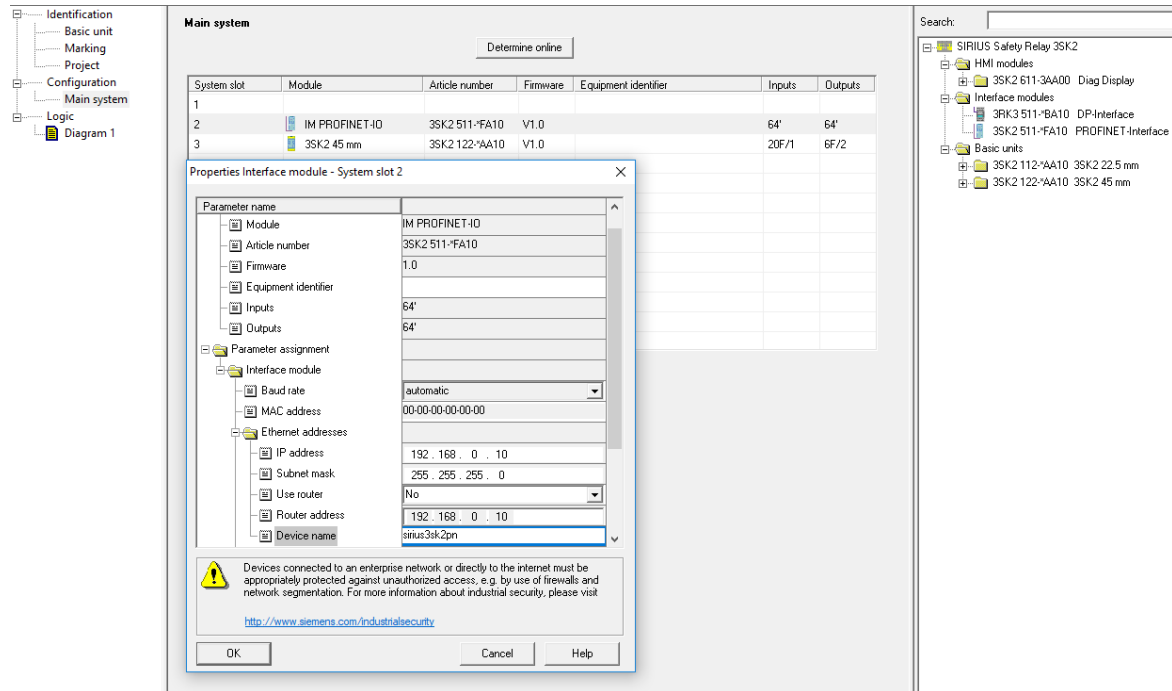 Identification
Basic unit
Marking
Project
Configuration
Main system
Logic
Diagram 1
Main system
Determine online
System slot Module Article number Firmware Equipment identifier Inputs Outputs
1
2 IM PROFINET-IO 3SK2 511-*FA10 V1.0 64' 64'
3 3SK2 45 mm 3SK2 122-*AA10 V1.0 20F/1 6F/2
Properties Interface module - System slot 2
Parameter name
Module IM PROFINET-IO
Article number 3SK2 511-*FA10
Firmware 1.0
Equipment identifier
Inputs 64'
Outputs 64'
Parameter assignment
Interface module
Baud rate automatic
MAC address 00-00-00-00-00-00
Ethernet addresses
IP address 192 . 168 . 0 . 10
Subnet mask 255 . 255 . 255 . 0
Use router No
Router address 192 . 168 . 0 . 10
Device name sirius3sk2pn
Devices connected to an enterprise network or directly to the internet must be
appropriately protected against unauthorized access, e.g. by use of firewalls and
network segmentation. For more information about industrial security, please visit
http://www.siemens.com/industrialsecurity
OK Cancel Help
Search:
SIRIUS Safety Relay 3SK2
HMI modules
3SK2 611-3AA00 Diag Display
Interface modules
3RK3 511-*BA10 DP-Interface
3SK2 511-*FA10 PROFINET-Interface
Basic units
3SK2 112-*AA10 3SK2 22.5 mm
3SK2 122-*AA10 3SK2 45 mm